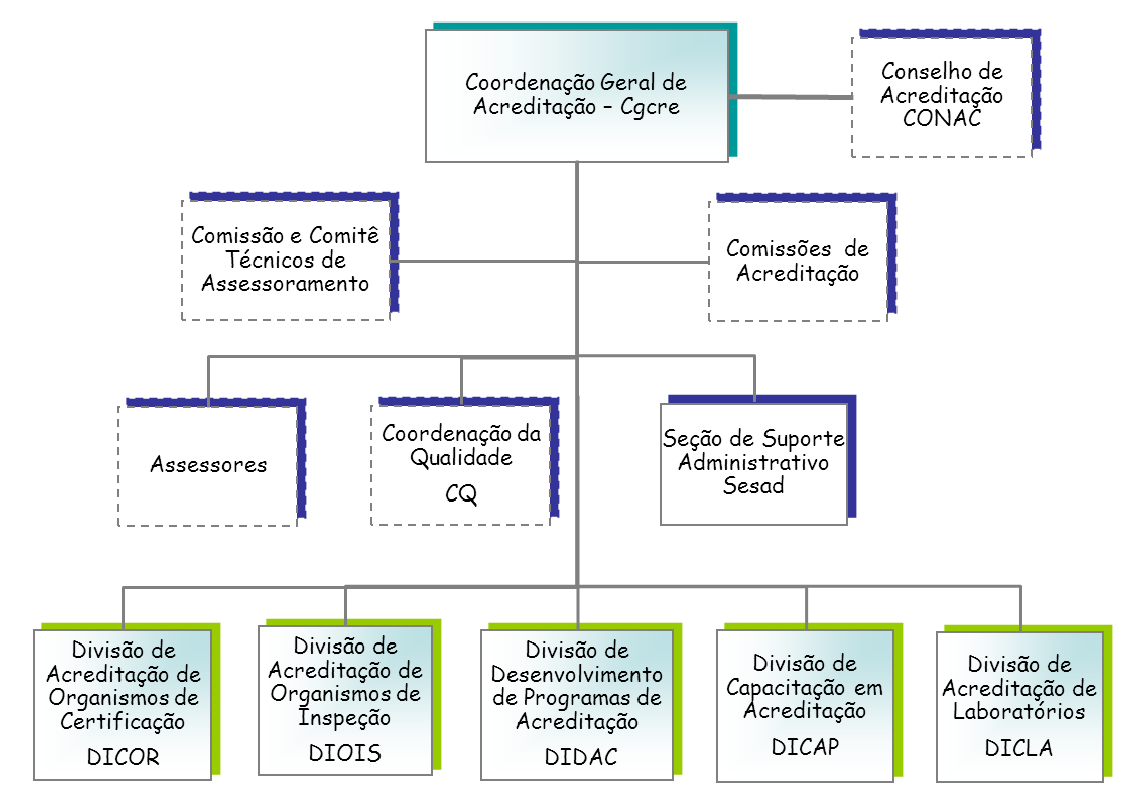 Coordenação Geral de
Acreditação – Cgcre
Conselho de
Acreditação
CONAC
Comissão e Comitê
Técnicos de
Assessoramento
Comissões de
Acreditação
Assessores
Coordenação da
Qualidade
CQ
Seção de Suporte
Administrativo
Sesad
Divisão de
Acreditação de
Organismos de
Certificação
DICOR
Divisão de
Acreditação de
Organismos de
Inspeção
DIOIS
Divisão de
Desenvolvimento
de Programas de
Acreditação
DIDAC
Divisão de
Capacitação em
Acreditação
DICAP
Divisão de
Acreditação de
Laboratórios
DICLA